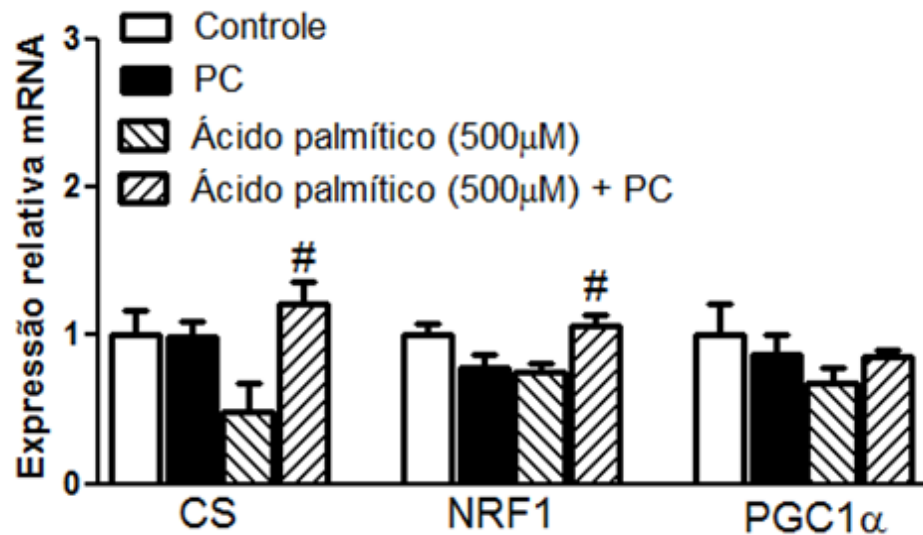 Expressão relativa mRNA
3
2
1
0
Controle
PC
Ácido palmítico (500μM)
Ácido palmítico (500μM) + PC
#
#
CS
NRF1
PGC1α